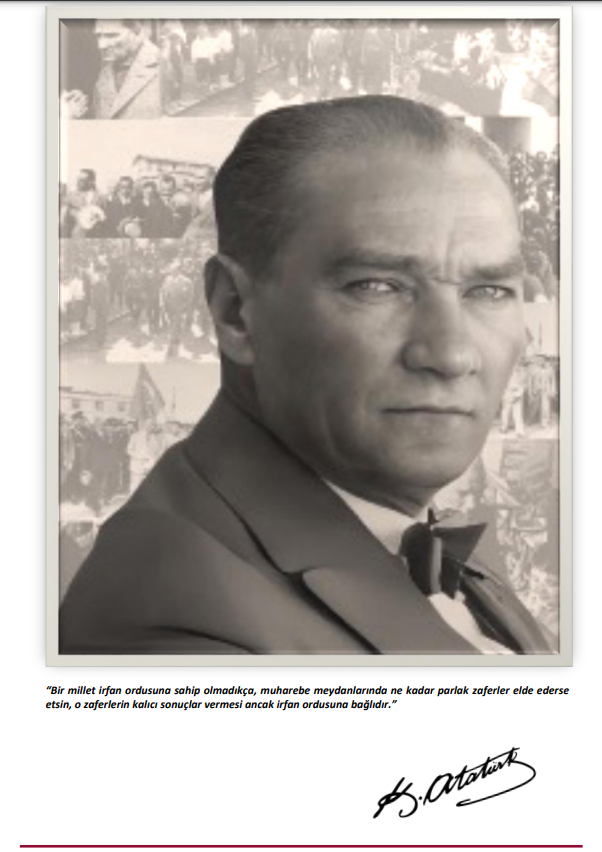 “Bir millet irfan ordusuna sahip olmadıkça, muharebe meydanlarında ne kadar parlak zaferler elde ederse
etsin, o zaferlerin kalıcı sonuçlar vermesi ancak irfan ordusuna bağlıdır.”
K. Atatürk